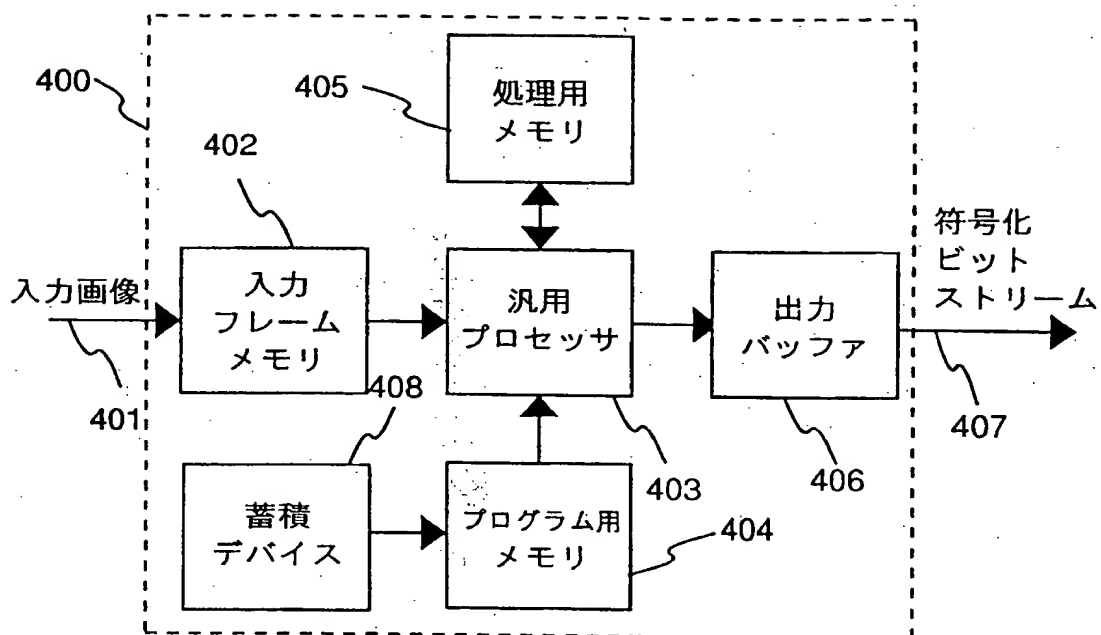 400
405
処理用
メモリ
402
符号化
ビット
ストリーム
入力画像
入力
フレーム
メモリ
汎用
プロセッサ
出力
バッファ
401
408
407
403
406
蓄積
デバイス
プログラム用
メモリ
404